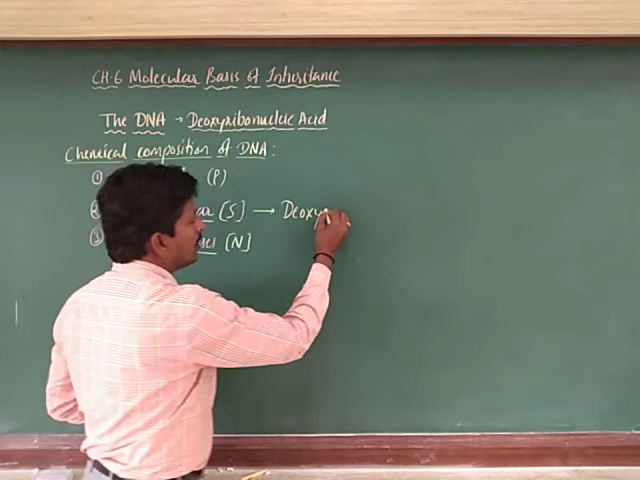 CH:6 Molecular Basis of Inheritance
The DNA → Deoxyribonucleic Acid
Chemical composition of DNA:
① (P)
② [S] → Deoxy
③ [N]